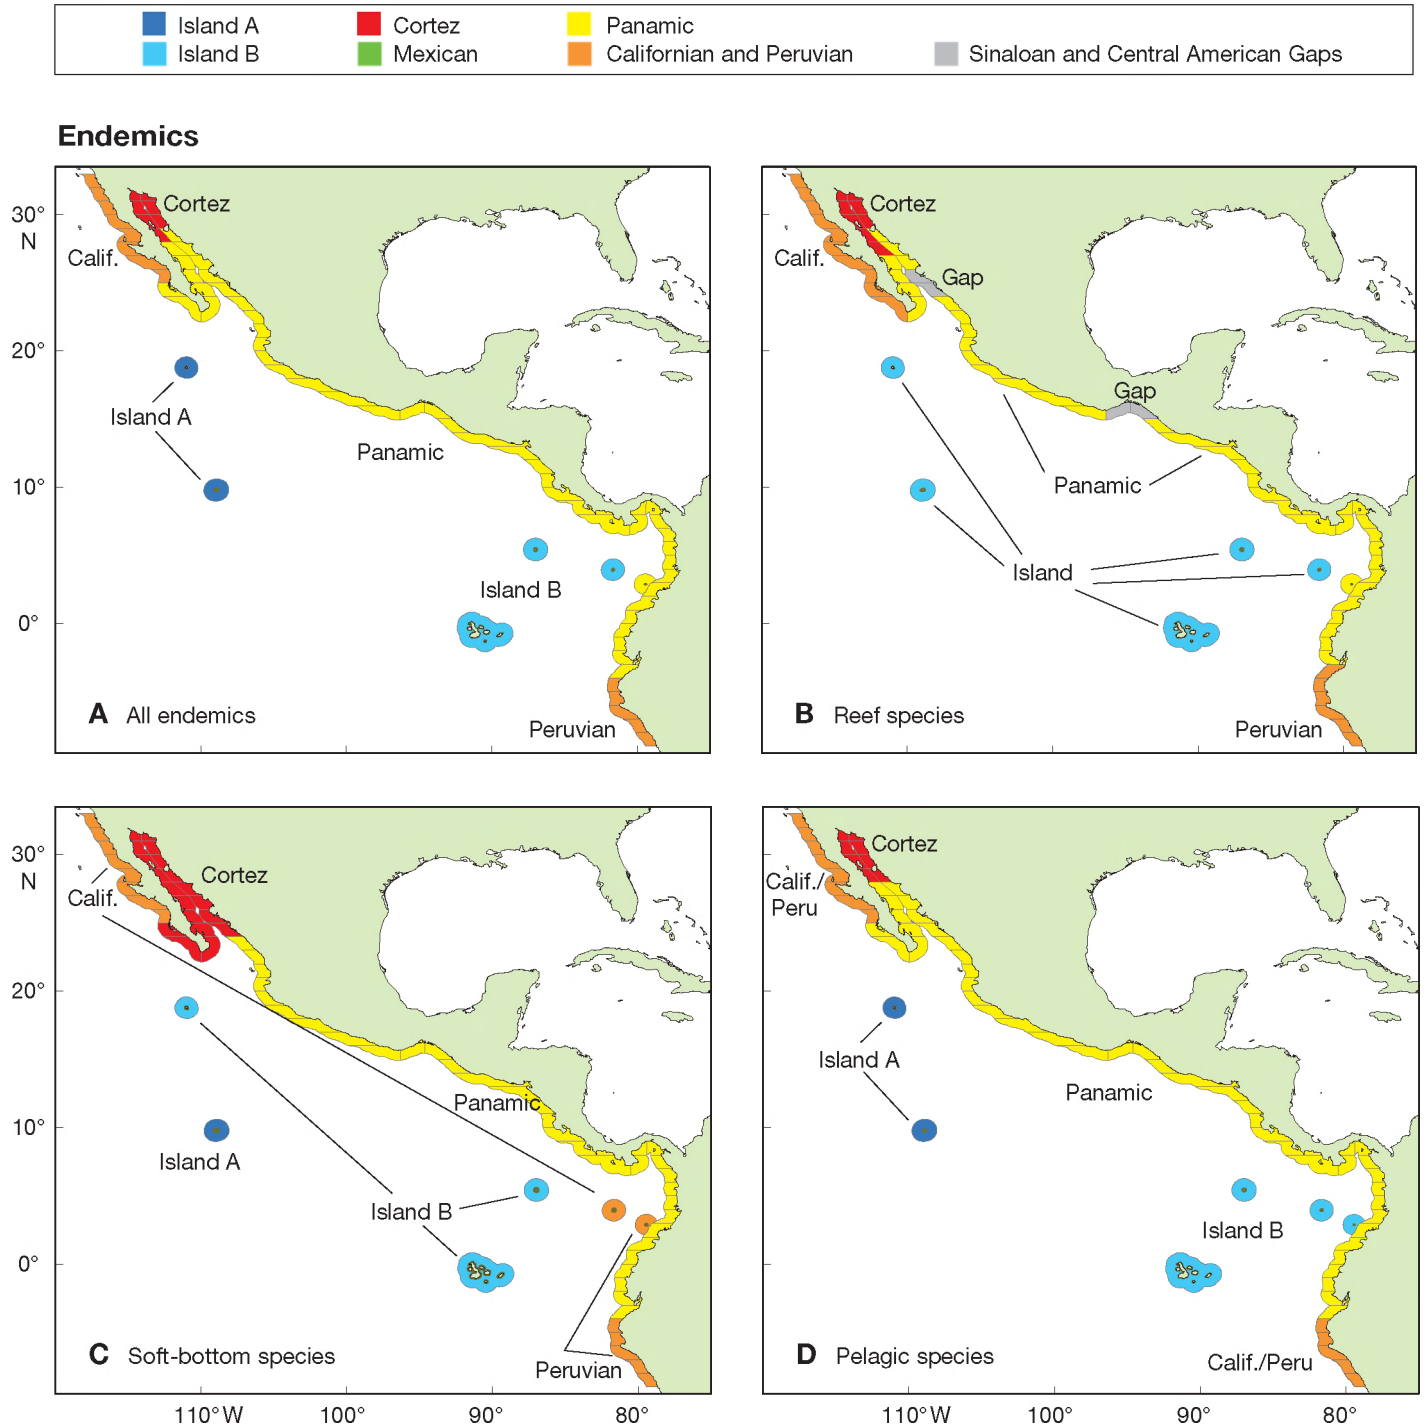 Island A Cortez Panamic
Island B Mexican Californian and Peruvian Sinaloan and Central American Gaps
Endemics
Cortez
30°
N
Calif.
20°
Island A
Panamic
10°
Island B
0°
A All endemics
Peruvian
Cortez
Calif.
Gap
Gap
Panamic
Island
B Reef species
Peruvian
30°
N
Cortez
Calif.
20°
Panamic
10°
Island A
Island B
0°
C Soft-bottom species
Peruvian
110°W 100° 90° 80°
Cortez
Calif./
Peru
Island A
Panamic
Island B
D Pelagic species
Calif./Peru
110°W 100° 90° 80°